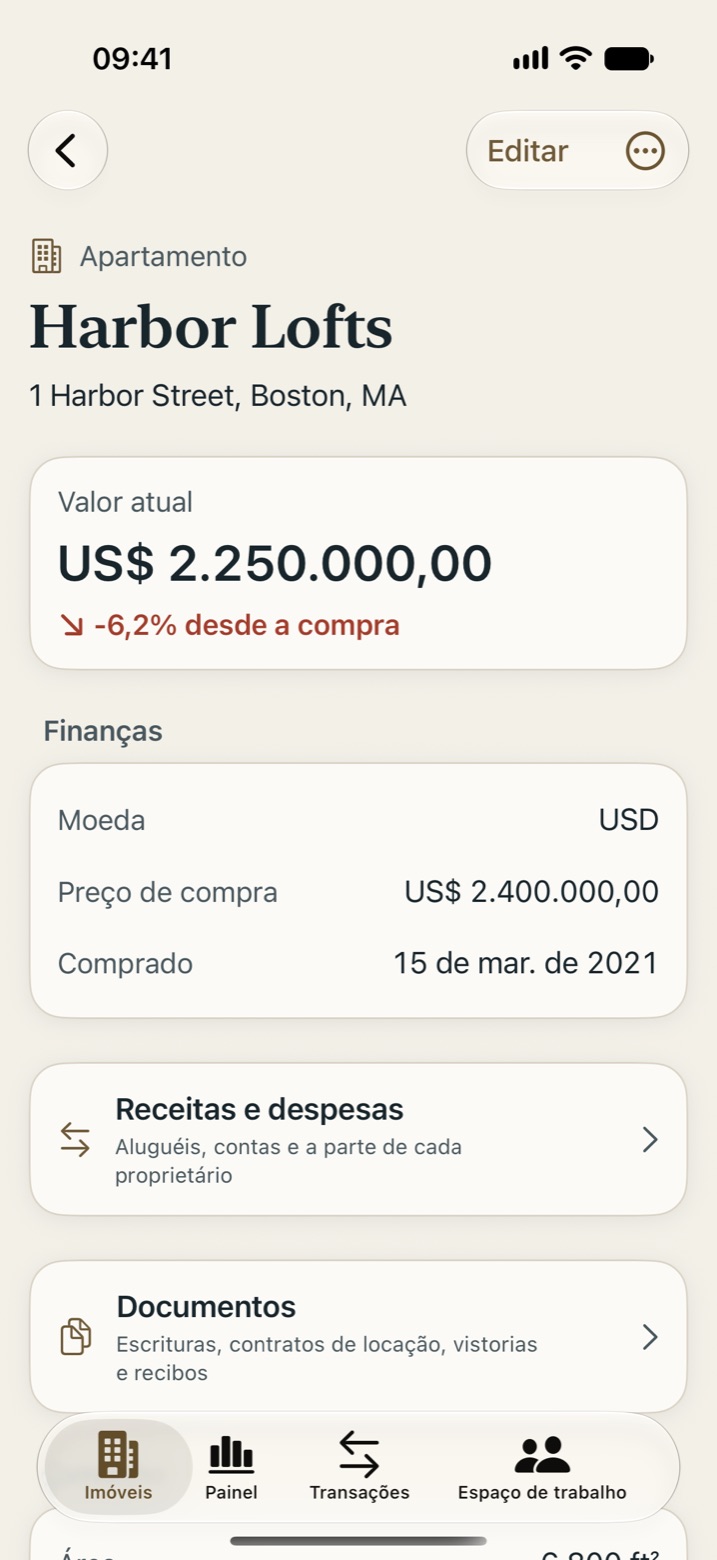 09:41
Editar
Apartamento
Harbor Lofts
1 Harbor Street, Boston, MA
Valor atual
US$ 2.250.000,00
-6,2% desde a compra
Finanças
Moeda USD
Preço de compra US$ 2.400.000,00
Comprado 15 de mar. de 2021
Receitas e despesas
Aluguéis, contas e a parte de cada
proprietário
Documentos
Escrituras, contratos de locação, vistorias
e recibos
Imóveis Painel Transações Espaço de trabalho